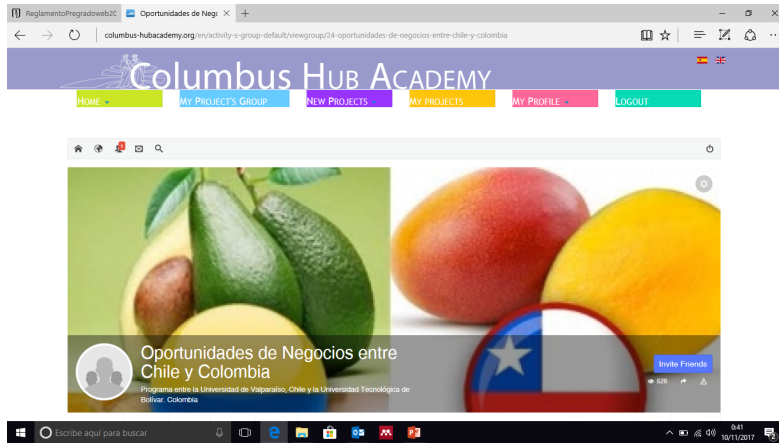 ReglamentoPregradoweb20
Oportunidades de Nego
columbus-hubacademy.org/en/activity-s-group-default/viewgroup/24-oportunidades-de-negocios-entre-chile-y-colombia
Columbus Hub Academy
Home
My Project's Group
New Projects
My projects
My Profile
Logout
Oportunidades de Negocios entre
Chile y Colombia
Programa entre la Universidad de Valparaíso, Chile y la Universidad Tecnológica de
Bolívar. Colombia
Invite Friends
526
Escribe aquí para buscar
0:41
10/11/2017